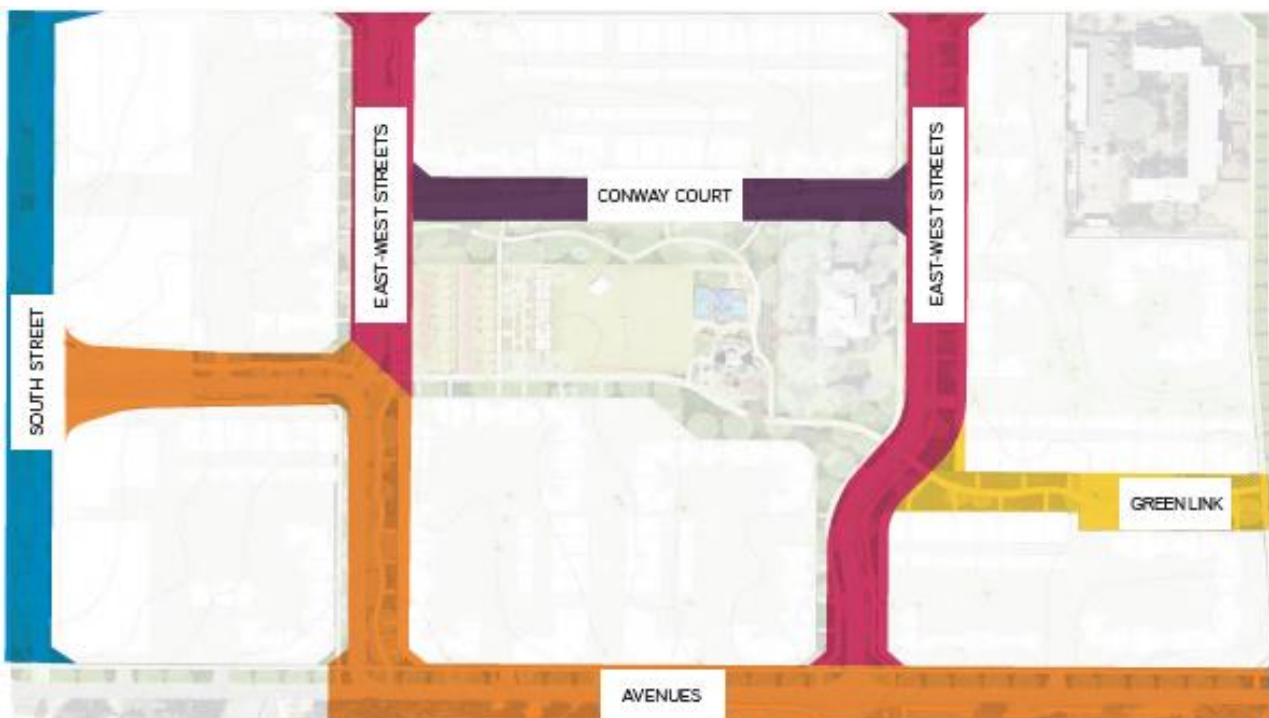 EAST-WEST STREETS
EAST-WEST STREETS
CONWAY COURT
SOUTH STREET
GREEN LINK
AVENUES